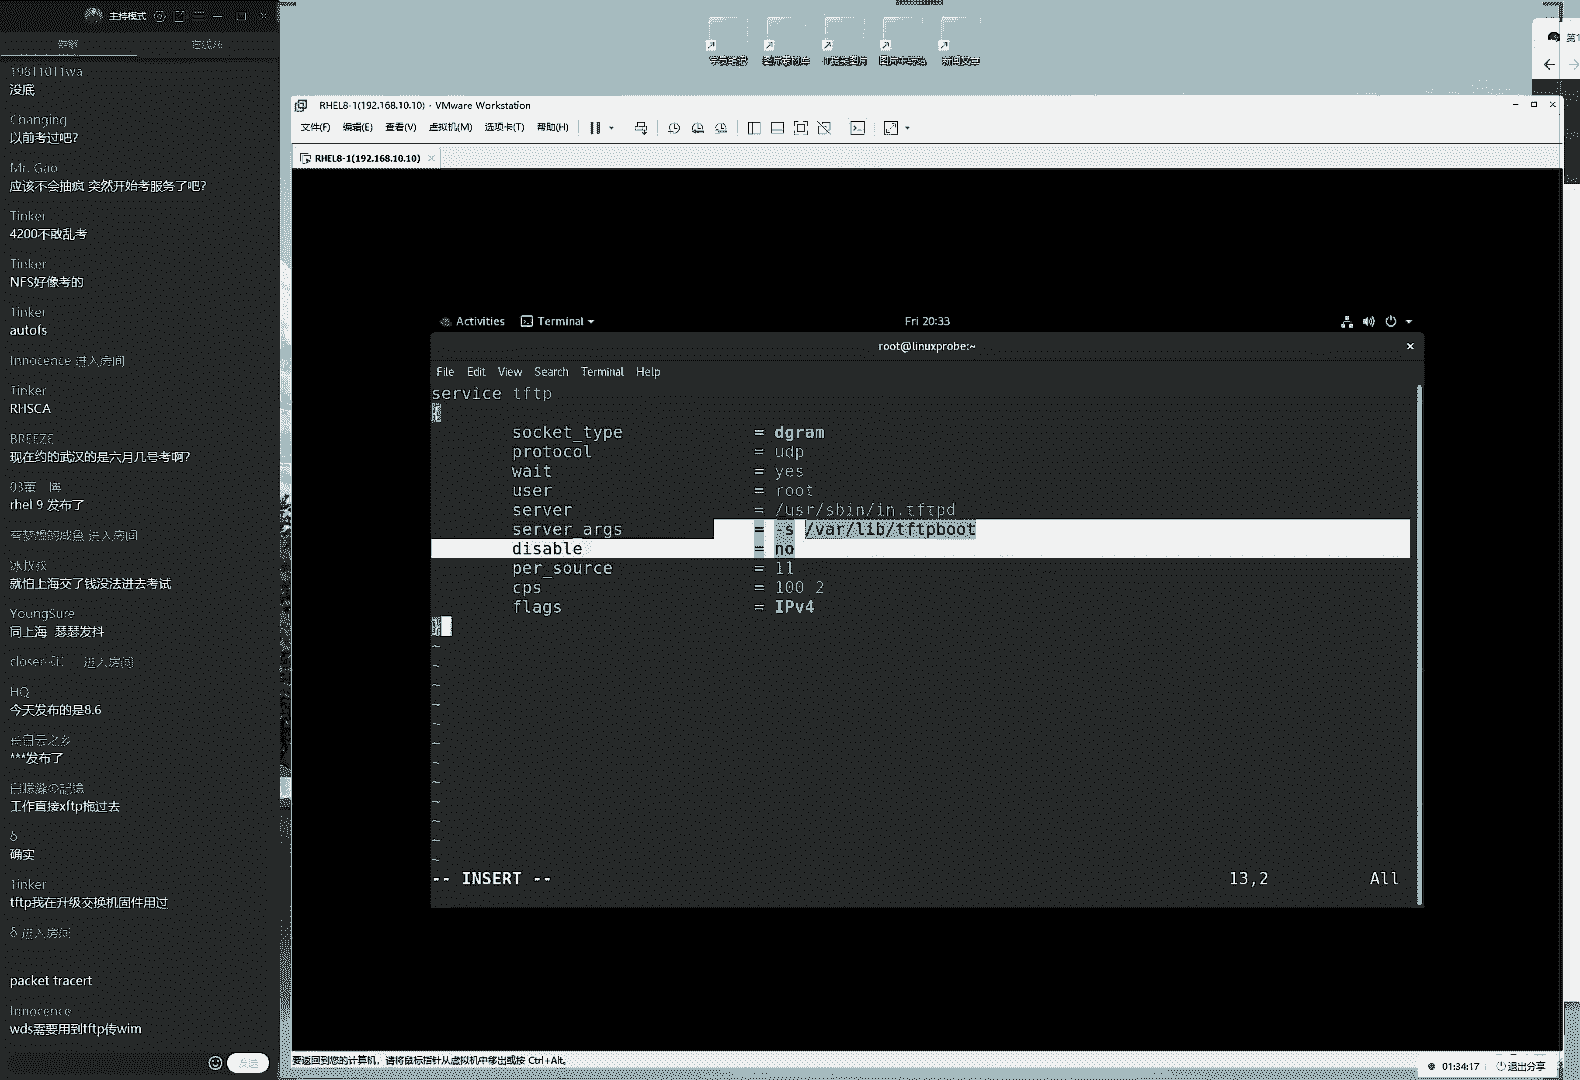 主持模式
19811011wa
没底
Changing
以前考过吧?
Mr. Gao
应该不会抽疯 突然开始考服务了吧?
Tinker
4200不敢乱考
Tinker
NFS好像考的
Tinker
autofs
Innocence 进入房间
Tinker
RHSCA
BREEZE
现在约的武汉的是六月几号考啊?
rhel 9 发布了
进入房间
就怕上海交了钱没法进去考试
YoungSure
同上海 瑟瑟发抖
进入房间
HQ
今天发布的是8.6
***发布了
工作直接xftp拖过去
δ
确实
Tinker
tftp我在升级交换机固件用过
δ 进入房间
packet tracert
Innocence
wds需要用到tftp传wim
RHEL8-1(192.168.10.10) - VMware Workstation
文件(F) 编辑(E) 查看(V) 虚拟机(M) 选项卡(T) 帮助(H)
RHEL8-1(192.168.10.10)
Activities Terminal Fri 20:33
root@linuxprobe:~
File Edit View Search Terminal Help
service tftp
{
socket_type = dgram
protocol = udp
wait = yes
user = root
server = /usr/sbin/in.tftpd
server_args = -s /var/lib/tftpboot
disable = no
per_source = 11
cps = 100 2
flags = IPv4
}
~
~
~
~
~
~
~
~
~
~
~
~
-- INSERT -- 13,2 All
要返回到您的计算机，请将鼠标指针从虚拟机中移出或按 Ctrl+Alt。
01:34:17 退出分享